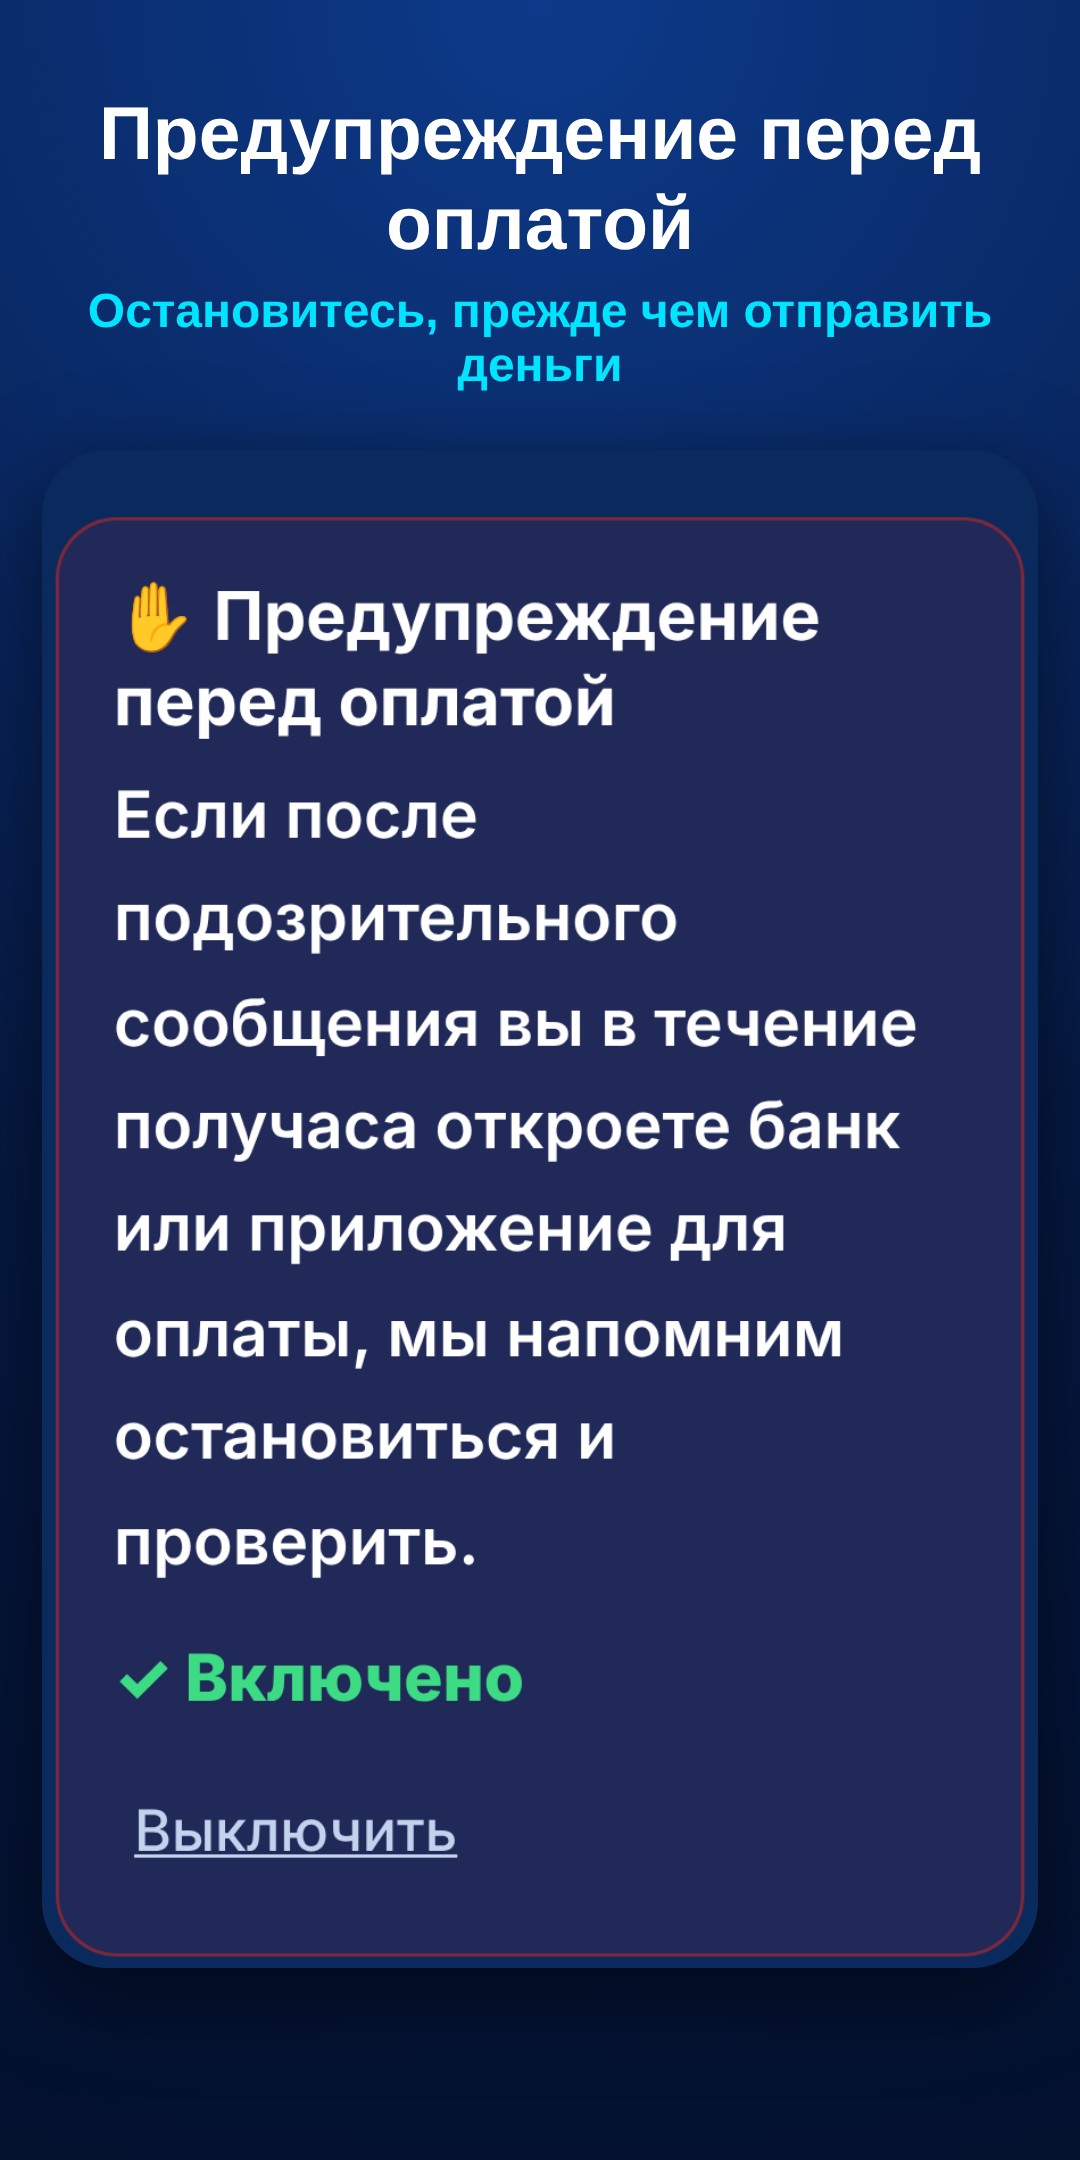 Предупреждение перед
оплатой
Остановитесь, прежде чем отправить
деньги
✋ Предупреждение
перед оплатой
Если после
подозрительного
сообщения вы в течение
получаса откроете банк
или приложение для
оплаты, мы напомним
остановиться и
проверить.
✓ Включено
Выключить